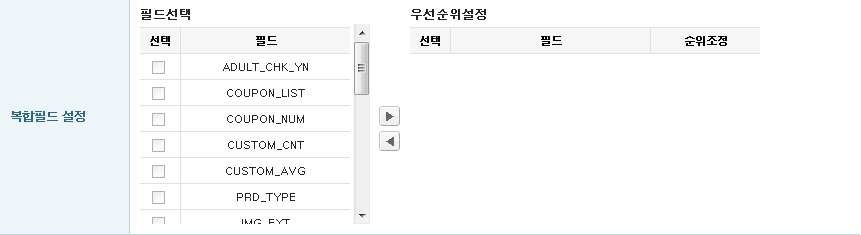 필드선택
선택 필드
ADULT_CHK_YN
COUPON_LIST
COUPON_NUM
CUSTOM_CNT
CUSTOM_AVG
PRD_TYPE
IMG_EXT
복합필드 설정
우선순위설정
선택 필드 순위조정